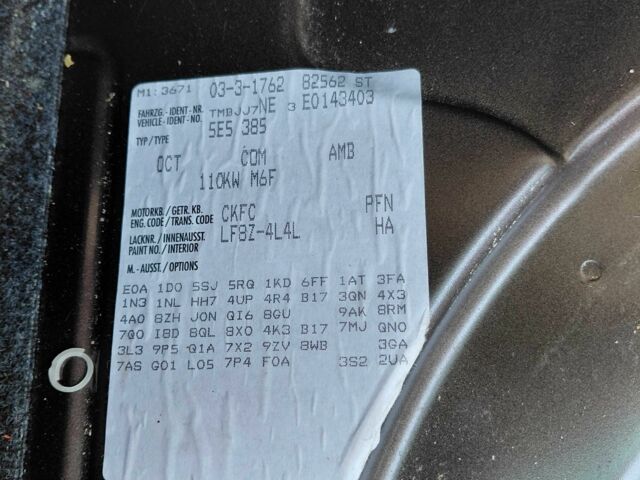 M1: 3671 03-3-1762 82562 ST
FAHRZG.-IDENT-NR. TMBJJ7NE 3 E0143403
VEHICLE-IDENT-NO.
TYP/TYPE 5E5 385
OCT COM AMB
110KW M6F
MOTORKB./GETR.KB. CKFC PFN
ENG. CODE/TRANS. CODE
LACKNR./INNENAUSST. LF8Z-4L4L HA
PAINT NO./INTERIOR
M.-AUSST./OPTIONS
E0A 1D0 5SJ 5RQ 1KD 6FF 1AT 3FA
1N3 1NL HH7 4UP 4R4 B17 3QN 4X3
4A0 8ZH J0N QI6 8GU 9AK 8RM
7Q0 I8D 8QL 8X0 4K3 B17 7MJ QN0
3L3 9P5 Q1A 7X2 9ZV 8WB 3GA
7AS G01 L05 7P4 F0A 3S2 2UA